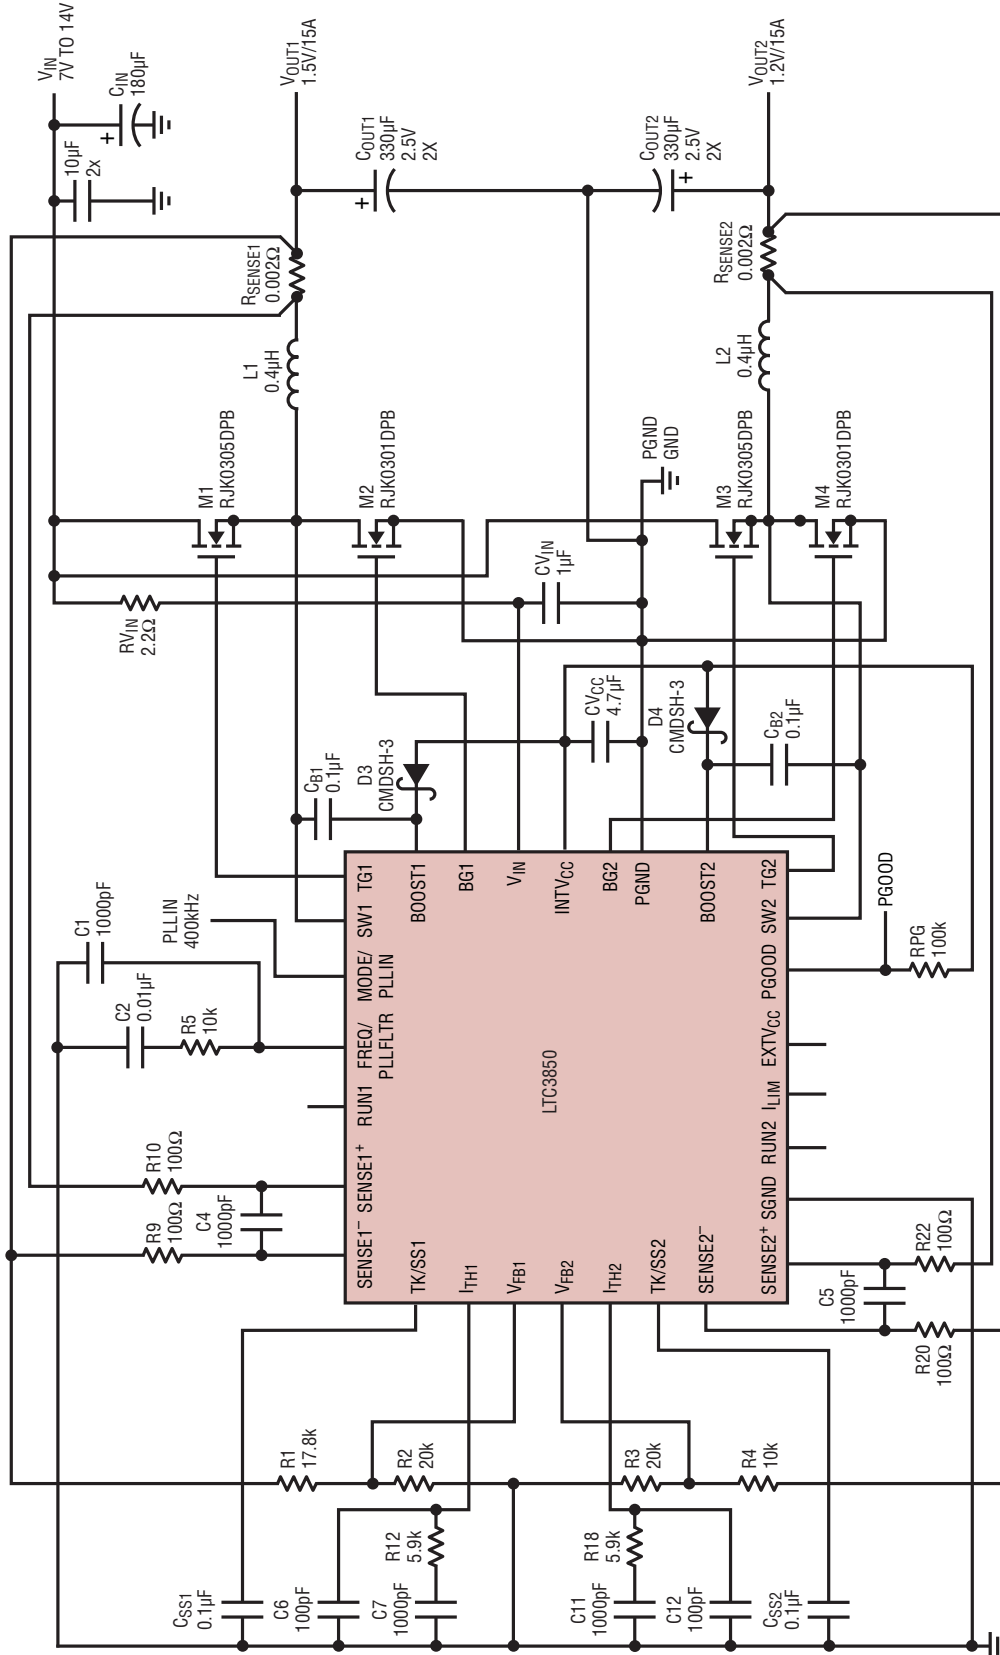 VIN
7V TO 14V
CIN
180µF
+
10µF
2x
VOUT1
1.5V/15A
COUT1
330µF
2.5V
2X
+
COUT2
330µF
2.5V
2X
+
VOUT2
1.2V/15A
RSENSE1
0.002Ω
RSENSE2
0.002Ω
L1
0.4µH
L2
0.4µH
M1
RJK0305DPB
M2
RJK0301DPB
PGND
GND
M3
RJK0305DPB
M4
RJK0301DPB
RVIN
2.2Ω
CVIN
1µF
CB1
0.1µF
D3
CMDSH-3
CVCC
4.7µF
D4
CMDSH-3
CB2
0.1µF
C1
1000pF
PLLIN
400kHz
C2
0.01µF
R5
10k
TG1
SW1
MODE/
PLLIN
FREQ/
PLLFLTR
RUN1
SENSE1+
SENSE1–
BOOST1
BG1
VIN
INTVCC
BG2
PGND
BOOST2
TG2
SW2
PGOOD
EXTVCC
ILIM
RUN2
SGND
SENSE2+
LTC3850
TK/SS1
ITH1
VFB1
VFB2
ITH2
TK/SS2
SENSE2–
PGOOD
RPG
100k
R10
100Ω
R9
100Ω
C4
1000pF
C5
1000pF
R22
100Ω
R20
100Ω
R1
17.8k
R2
20k
R3
20k
R4
10k
R12
5.9k
R18
5.9k
CSS1
0.1µF
C6
100pF
C7
1000pF
C11
1000pF
C12
100pF
CSS2
0.1µF